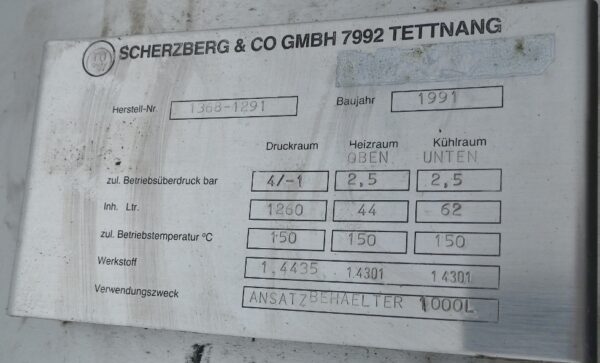 SCHERZBERG & CO GMBH 7992 TETTNANG
Herstell-Nr. 1368-1291 Baujahr 1991
Druckraum Heizraum Kühlraum
OBEN UNTEN
zul. Betriebsüberdruck bar 4/-1 2,5 2,5
Inh. Ltr. 1260 44 62
zul. Betriebstemperatur °C 150 150 150
Werkstoff 1.4435 1.4301 1.4301
Verwendungszweck ANSATZBEHAELTER 1000L